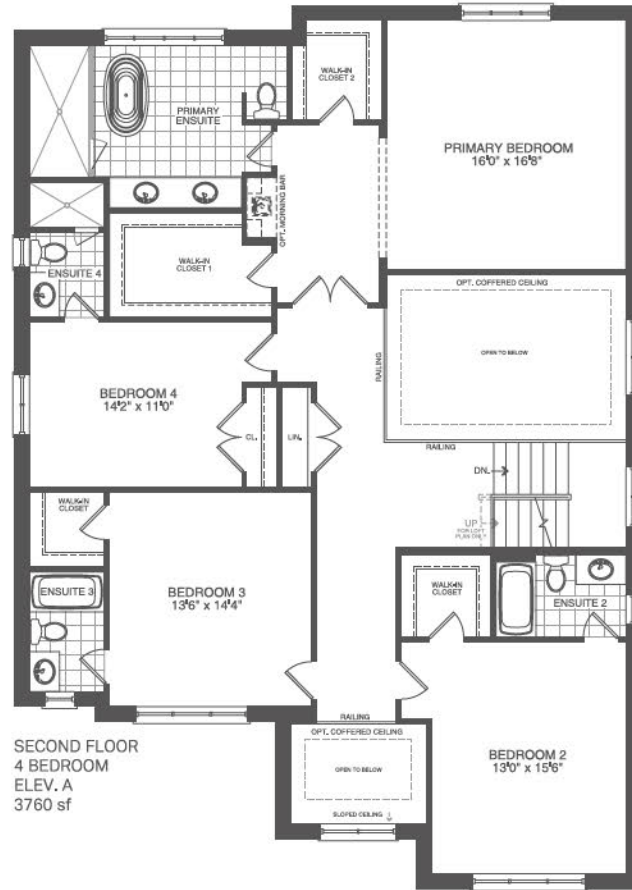 WALK-IN
CLOSET 2
PRIMARY
ENSUITE
PRIMARY BEDROOM
16'0" x 16'8"
OPT. MORNING BAR
ENSUITE 4
WALK-IN
CLOSET 1
OPT. COFFERED CEILING
OPEN TO BELOW
RAILING
BEDROOM 4
14'2" x 11'0"
CL.
LIN.
RAILING
DN.
UP
FOR LOFT
PLAN ONLY
WALK-IN
CLOSET
BEDROOM 3
13'6" x 14'4"
ENSUITE 3
WALK-IN
CLOSET
ENSUITE 2
RAILING
OPT. COFFERED CEILING
OPEN TO BELOW
SLOPED CEILING
BEDROOM 2
13'0" x 15'6"
SECOND FLOOR
4 BEDROOM
ELEV. A
3760 sf